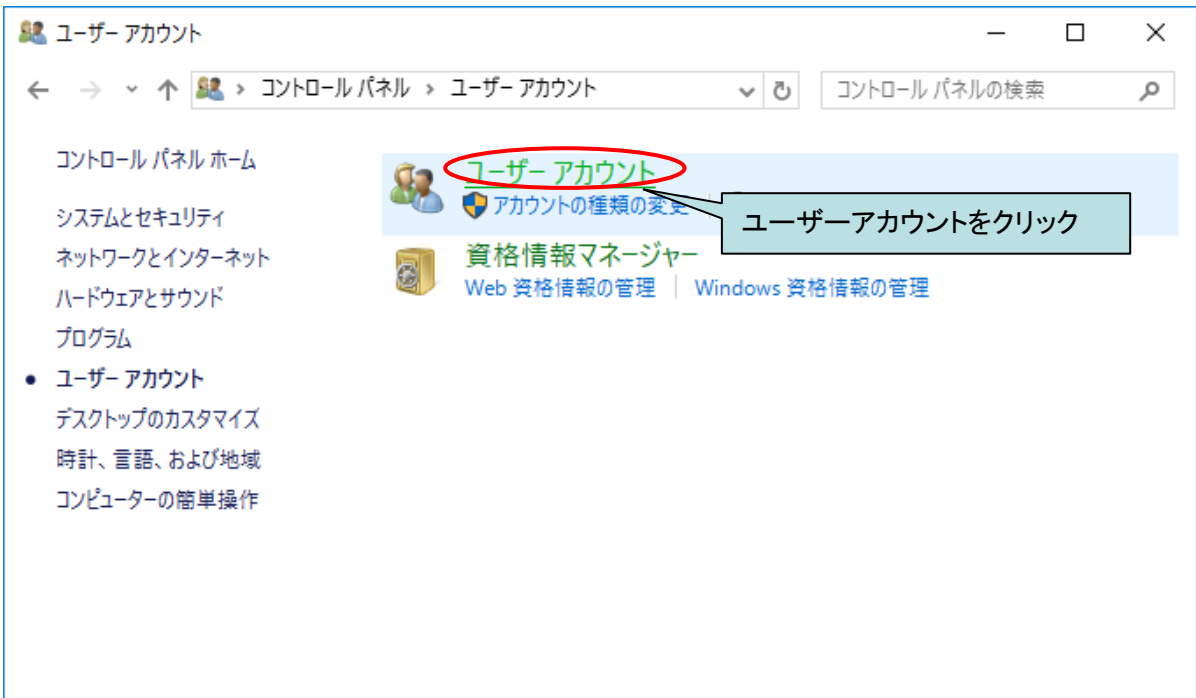 ユーザー アカウント
コントロール パネル › ユーザー アカウント
コントロール パネルの検索
コントロール パネル ホーム
システムとセキュリティ
ネットワークとインターネット
ハードウェアとサウンド
プログラム
ユーザー アカウント
デスクトップのカスタマイズ
時計、言語、および地域
コンピューターの簡単操作
ユーザー アカウント
アカウントの種類の変更
ユーザーアカウントをクリック
資格情報マネージャー
Web 資格情報の管理 | Windows 資格情報の管理